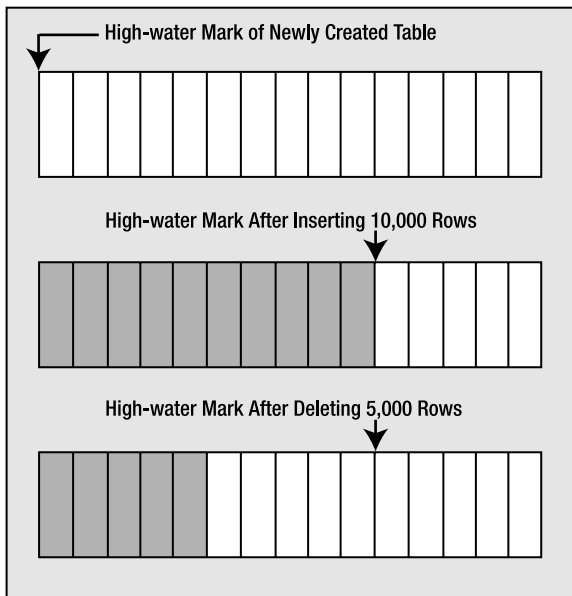 High-water Mark of Newly Created Table
High-water Mark After Inserting 10,000 Rows
High-water Mark After Deleting 5,000 Rows